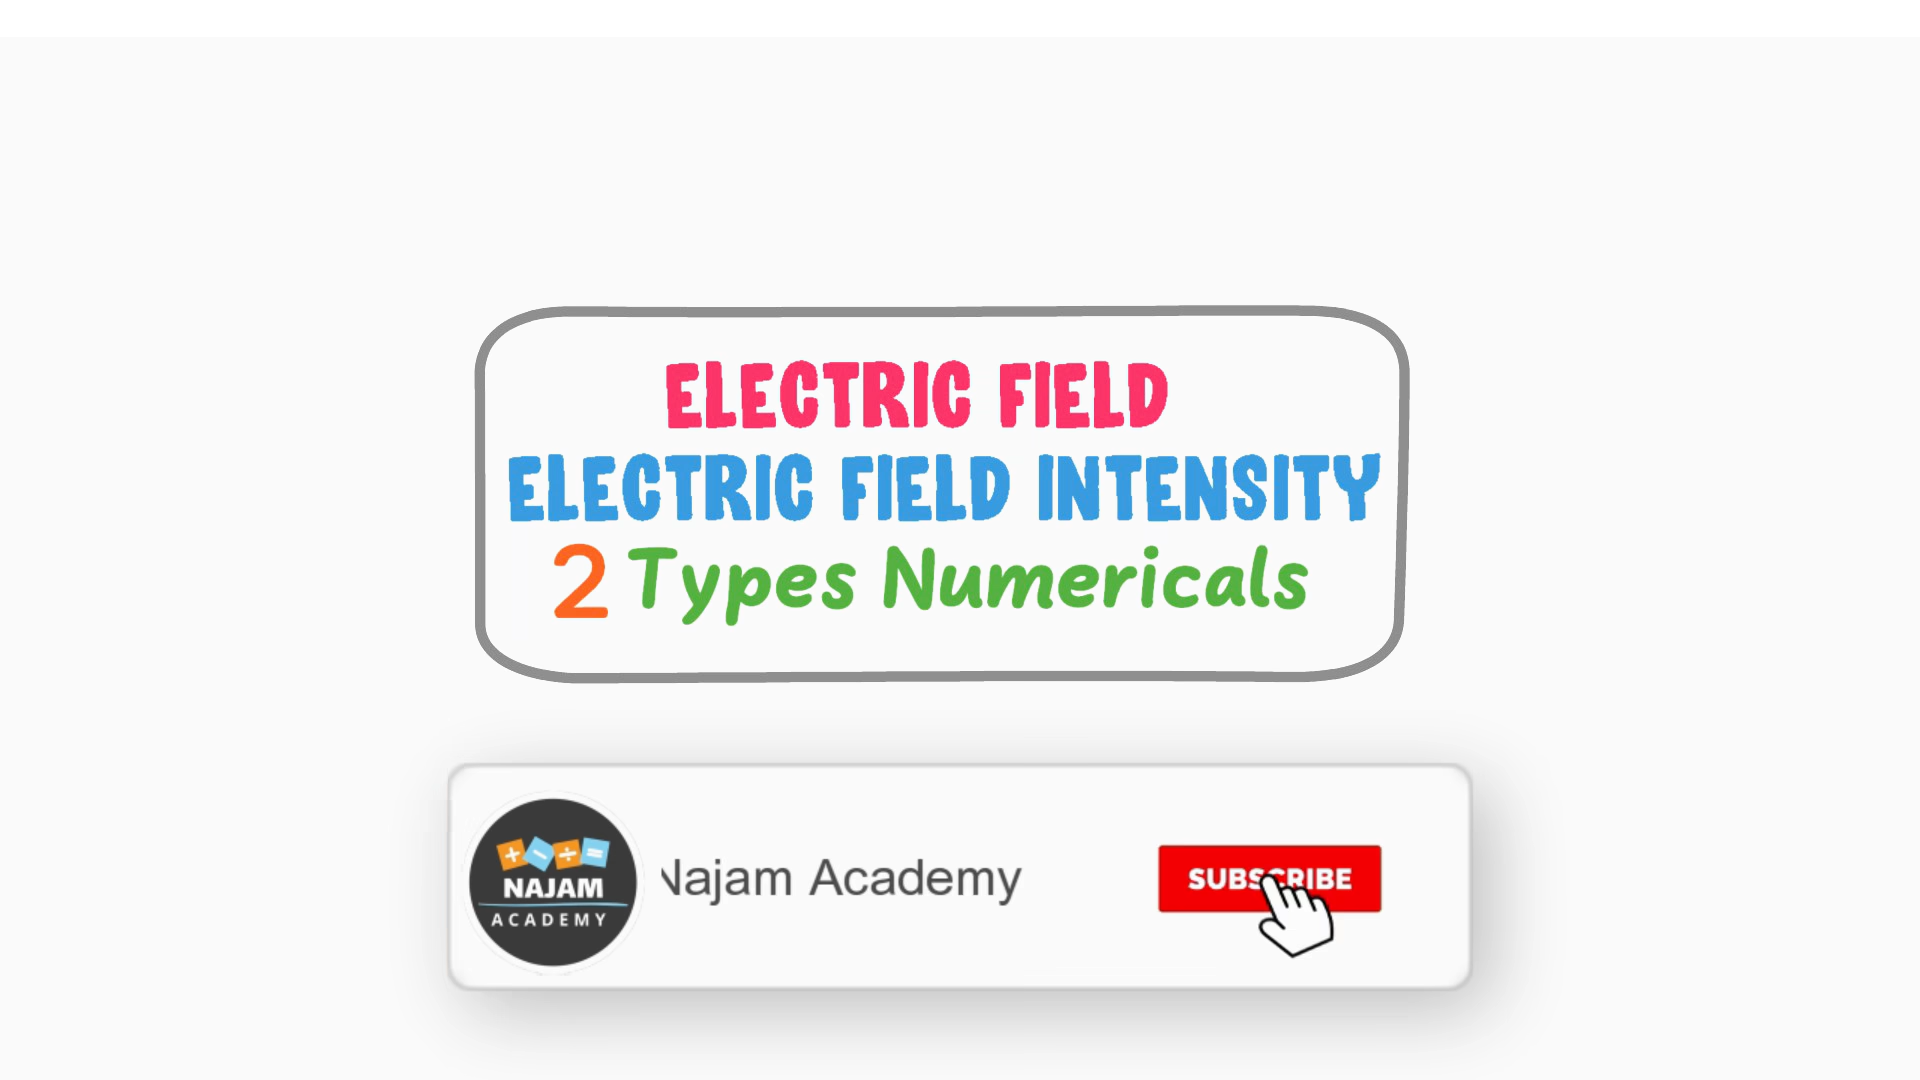 ELECTRIC FIELD
ELECTRIC FIELD INTENSITY
2 Types Numericals
NAJAM
ACADEMY
Najam Academy
SUBSCRIBE